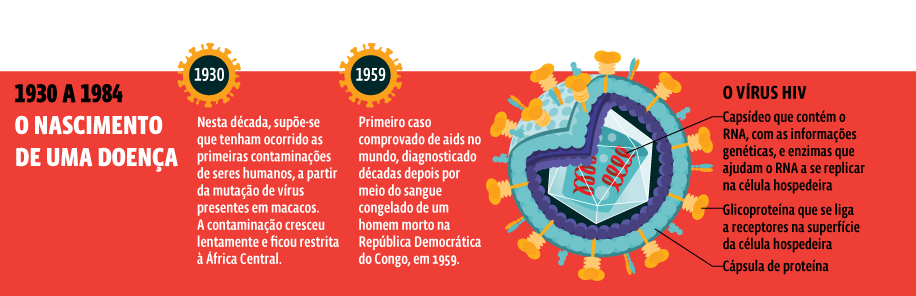 1930 A 1984
O NASCIMENTO
DE UMA DOENÇA
1930
Nesta década, supõe-se
que tenham ocorrido as
primeiras contaminações
de seres humanos, a partir
da mutação de vírus
presentes em macacos.
A contaminação cresceu
lentamente e ficou restrita
à África Central.
1959
Primeiro caso
comprovado de aids no
mundo, diagnosticado
décadas depois por
meio do sangue
congelado de um
homem morto na
República Democrática
do Congo, em 1959.
O VÍRUS HIV
Capsídeo que contém o
RNA, com as informações
genéticas, e enzimas que
ajudam o RNA a se replicar
na célula hospedeira
Glicoproteína que se liga
a receptores na superfície
da célula hospedeira
Cápsula de proteína